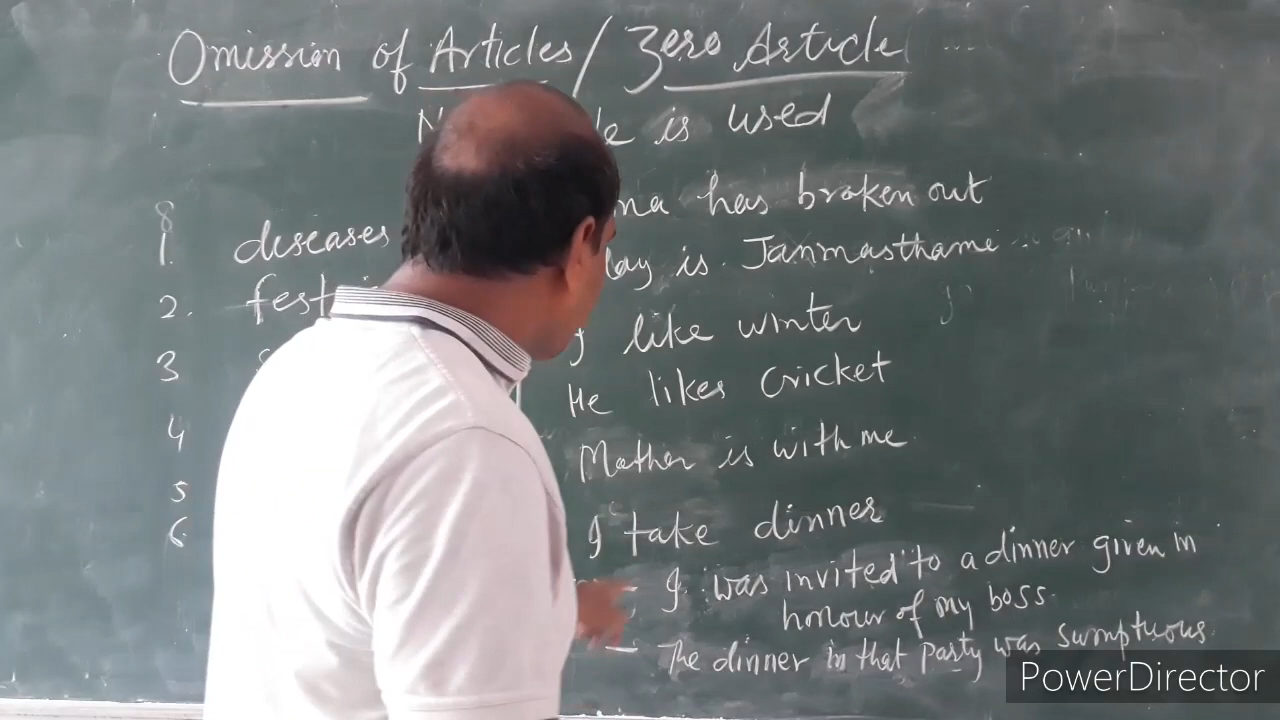 Omission of Articles / Zero Article ....
is used
8
1. diseases has broken out
2. is Janmasthami
3 I like winter
4 He likes Cricket
5 Mother is with me
6 I take dinner
- I was invited to a dinner given in
honour of my boss.
- The dinner in that party was sumptuous.
PowerDirector